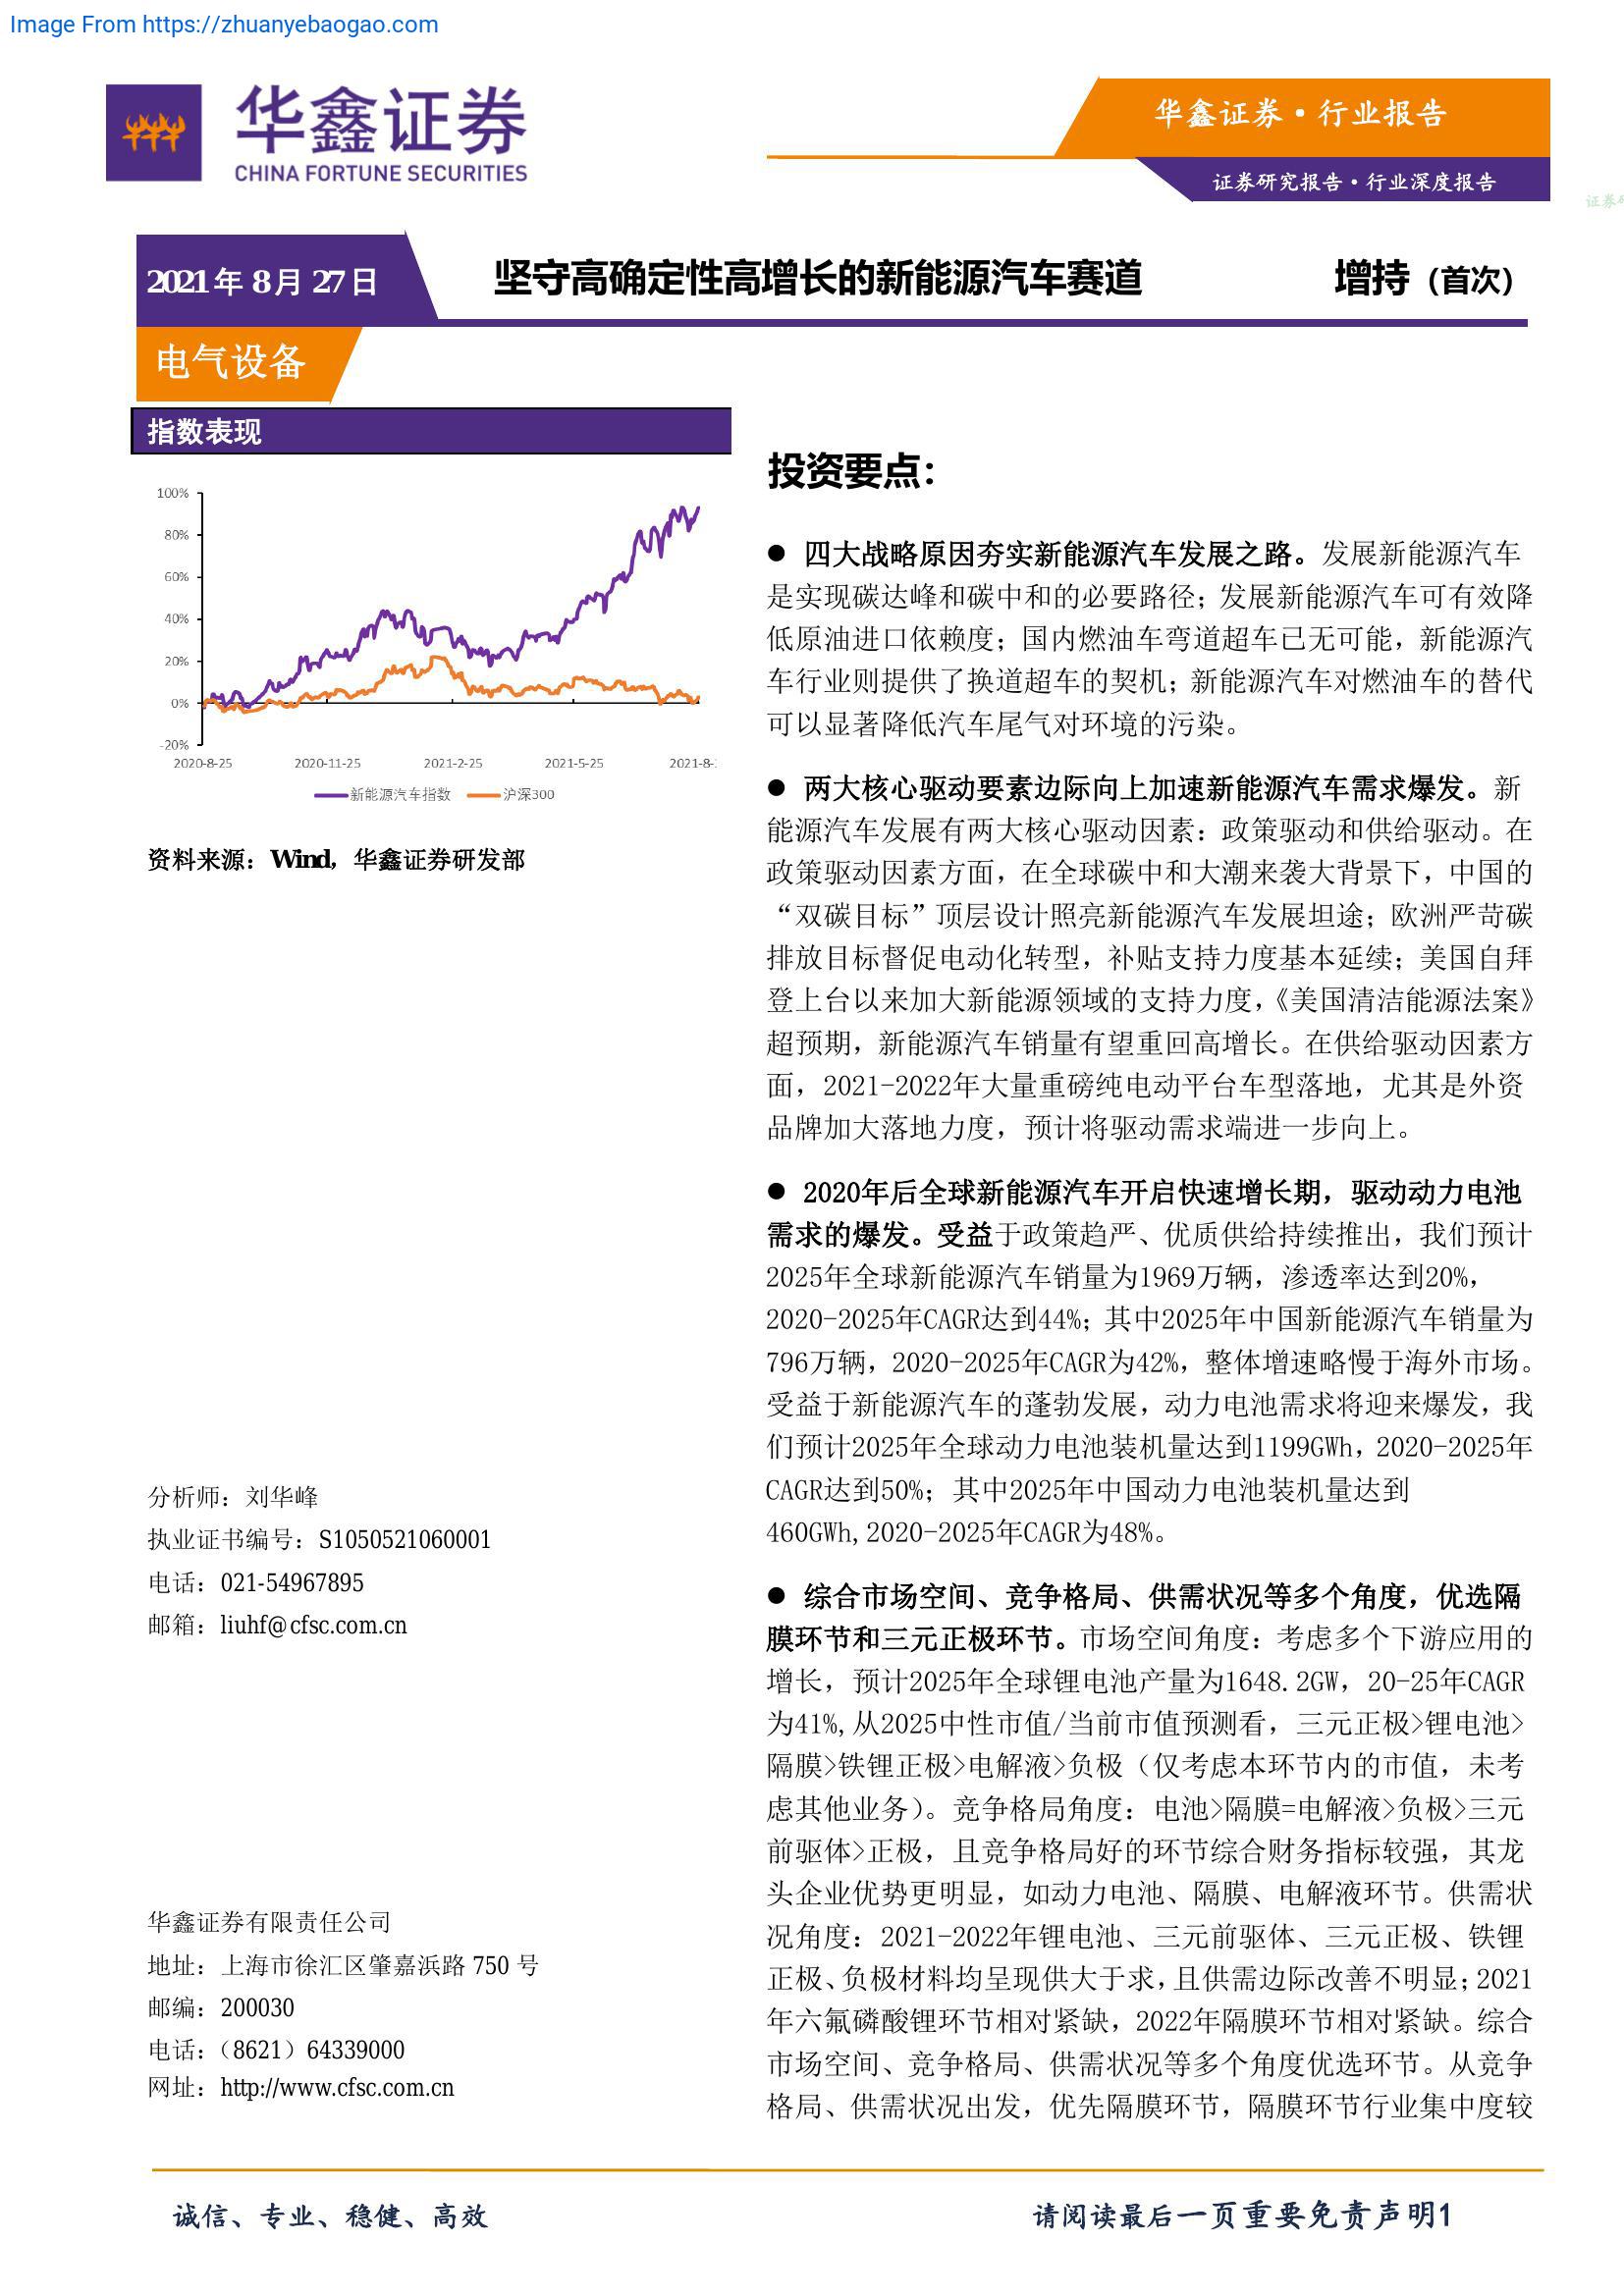 Image From https://zhuanyebaogao.com
华鑫证券
CHINA FORTUNE SECURITIES
华鑫证券·行业报告
证券研究报告·行业深度报告
2021年 8月 27日
坚守高确定性高增长的新能源汽车赛道
增持（首次）
电气设备
指数表现
100%
80%
60%
40%
20%
0%
-20%
2020-8-25 2020-11-25 2021-2-25 2021-5-25 2021-8-
新能源汽车指数 沪深300
资料来源：Wind，华鑫证券研发部
分析师：刘华峰
执业证书编号：S1050521060001
电话：021-54967895
邮箱：liuhf@cfsc.com.cn
华鑫证券有限责任公司
地址：上海市徐汇区肇嘉浜路 750 号
邮编：200030
电话：（8621）64339000
网址：http://www.cfsc.com.cn
投资要点：
● 四大战略原因夯实新能源汽车发展之路。发展新能源汽车
是实现碳达峰和碳中和的必要路径；发展新能源汽车可有效降
低原油进口依赖度；国内燃油车弯道超车已无可能，新能源汽
车行业则提供了换道超车的契机；新能源汽车对燃油车的替代
可以显著降低汽车尾气对环境的污染。
● 两大核心驱动要素边际向上加速新能源汽车需求爆发。新
能源汽车发展有两大核心驱动因素：政策驱动和供给驱动。在
政策驱动因素方面，在全球碳中和大潮来袭大背景下，中国的
“双碳目标”顶层设计照亮新能源汽车发展坦途；欧洲严苛碳
排放目标督促电动化转型，补贴支持力度基本延续；美国自拜
登上台以来加大新能源领域的支持力度，《美国清洁能源法案》
超预期，新能源汽车销量有望重回高增长。在供给驱动因素方
面，2021-2022年大量重磅纯电动平台车型落地，尤其是外资
品牌加大落地力度，预计将驱动需求端进一步向上。
● 2020年后全球新能源汽车开启快速增长期，驱动动力电池
需求的爆发。受益于政策趋严、优质供给持续推出，我们预计
2025年全球新能源汽车销量为1969万辆，渗透率达到20%，
2020-2025年CAGR达到44%；其中2025年中国新能源汽车销量为
796万辆，2020-2025年CAGR为42%，整体增速略慢于海外市场。
受益于新能源汽车的蓬勃发展，动力电池需求将迎来爆发，我
们预计2025年全球动力电池装机量达到1199GWh，2020-2025年
CAGR达到50%；其中2025年中国动力电池装机量达到
460GWh,2020-2025年CAGR为48%。
● 综合市场空间、竞争格局、供需状况等多个角度，优选隔
膜环节和三元正极环节。市场空间角度：考虑多个下游应用的
增长，预计2025年全球锂电池产量为1648.2GW，20-25年CAGR
为41%,从2025中性市值/当前市值预测看，三元正极>锂电池>
隔膜>铁锂正极>电解液>负极（仅考虑本环节内的市值，未考
虑其他业务）。竞争格局角度：电池>隔膜=电解液>负极>三元
前驱体>正极，且竞争格局好的环节综合财务指标较强，其龙
头企业优势更明显，如动力电池、隔膜、电解液环节。供需状
况角度：2021-2022年锂电池、三元前驱体、三元正极、铁锂
正极、负极材料均呈现供大于求，且供需边际改善不明显；2021
年六氟磷酸锂环节相对紧缺，2022年隔膜环节相对紧缺。综合
市场空间、竞争格局、供需状况等多个角度优选环节。从竞争
格局、供需状况出发，优先隔膜环节，隔膜环节行业集中度较
诚信、专业、稳健、高效
请阅读最后一页重要免责声明1